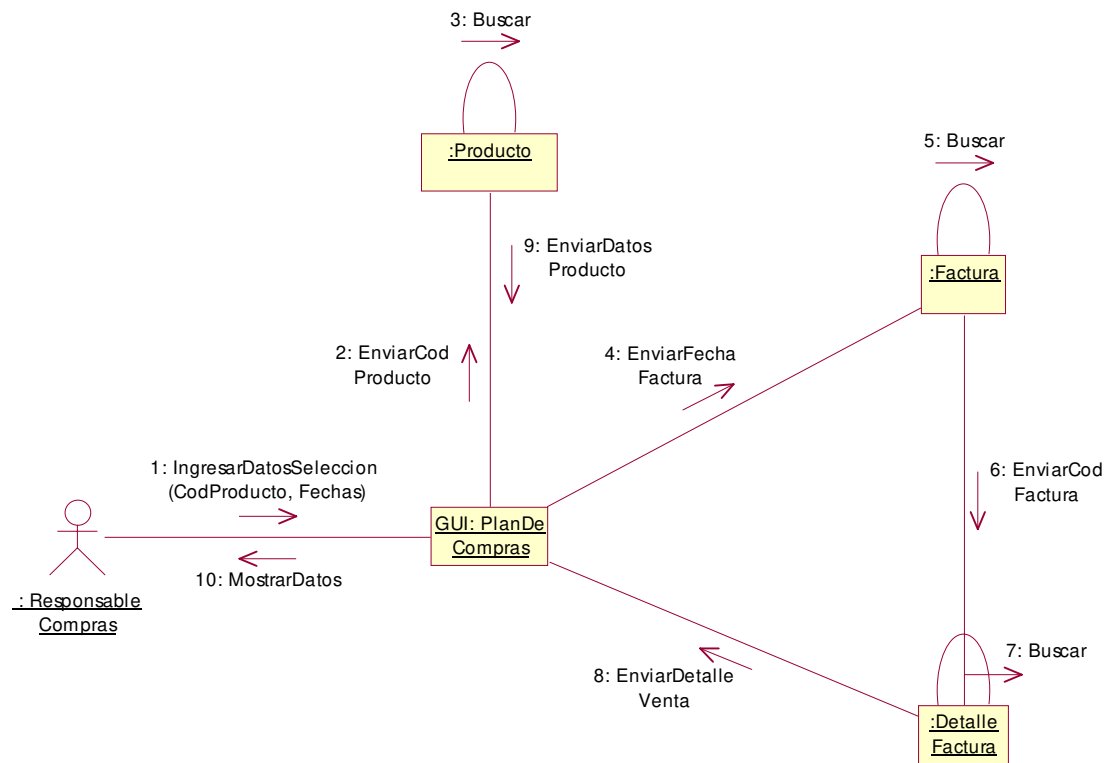 3: Buscar
:Producto
5: Buscar
9: EnviarDatos
Producto
:Factura
2: EnviarCod
Producto
4: EnviarFecha
Factura
1: IngresarDatosSeleccion
(CodProducto, Fechas)
6: EnviarCod
Factura
GUI: PlanDe
Compras
10: MostrarDatos
: Responsable
Compras
7: Buscar
8: EnviarDetalle
Venta
:Detalle
Factura